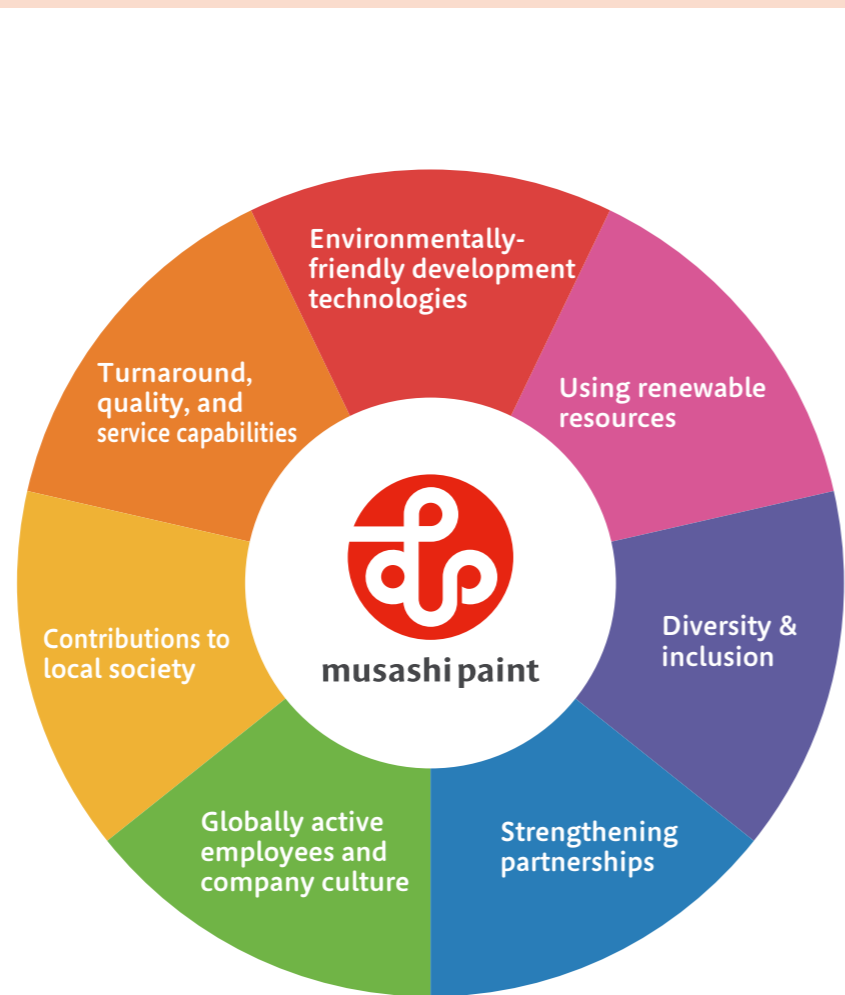 Environmentally-
friendly development
technologies
Using renewable
resources
Diversity &
inclusion
Strengthening
partnerships
Globally active
employees and
company culture
Contributions to
local society
Turnaround,
quality, and
service capabilities
musashi paint